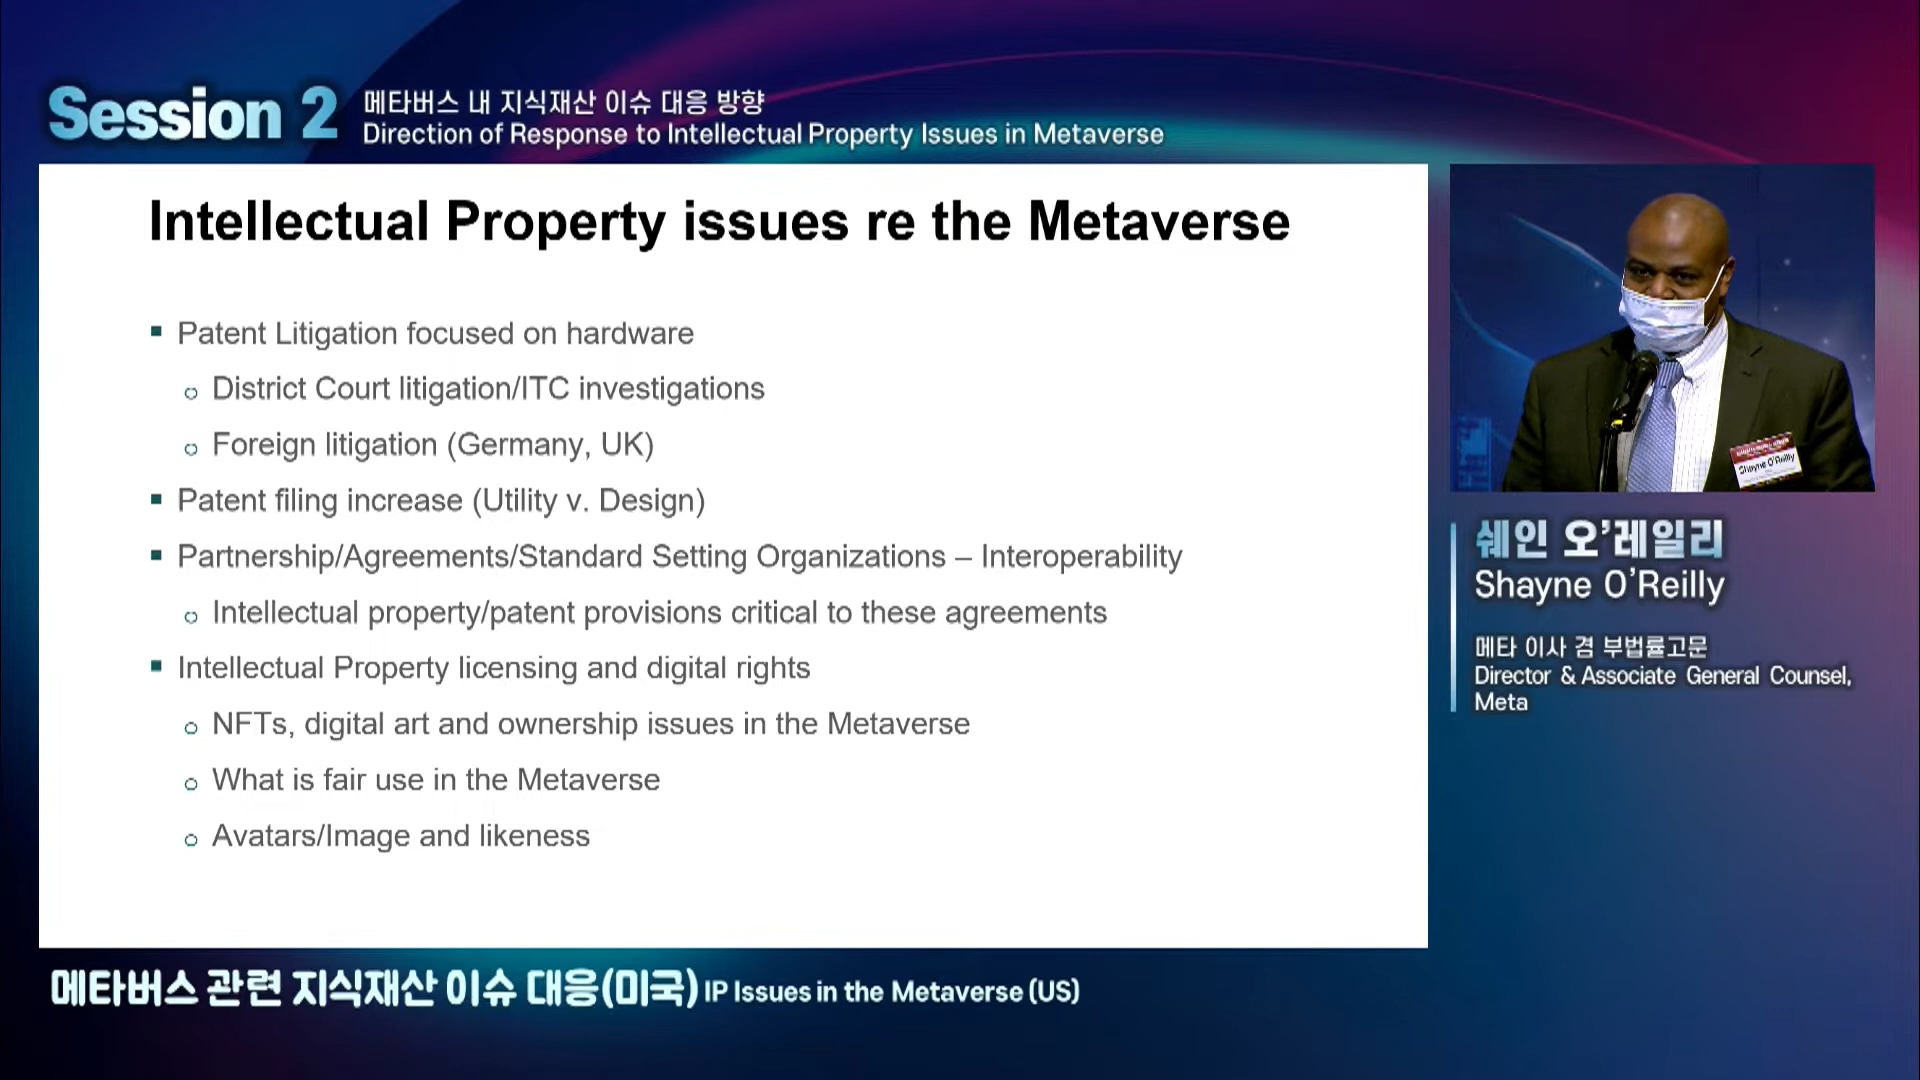 Session 2
메타버스 내 지식재산 이슈 대응 방향
Direction of Response to Intellectual Property Issues in Metaverse
Intellectual Property issues re the Metaverse
Patent Litigation focused on hardware
District Court litigation/ITC investigations
Foreign litigation (Germany, UK)
Patent filing increase (Utility v. Design)
Partnership/Agreements/Standard Setting Organizations – Interoperability
Intellectual property/patent provisions critical to these agreements
Intellectual Property licensing and digital rights
NFTs, digital art and ownership issues in the Metaverse
What is fair use in the Metaverse
Avatars/Image and likeness
Shayne O'Reilly
쉐인 오’레일리
Shayne O’Reilly
메타 이사 겸 부법률고문
Director & Associate General Counsel,
Meta
메타버스 관련 지식재산 이슈 대응(미국) IP Issues in the Metaverse (US)